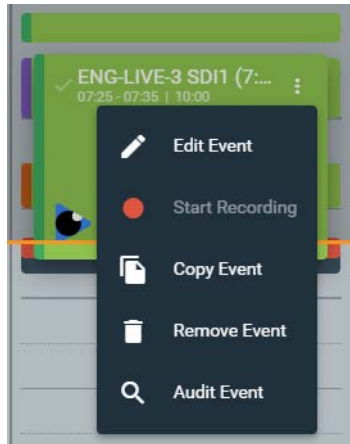 ENG-LIVE-3 SDI1 (7:...
07:25 - 07:35 | 10:00
Edit Event
Start Recording
Copy Event
Remove Event
Audit Event